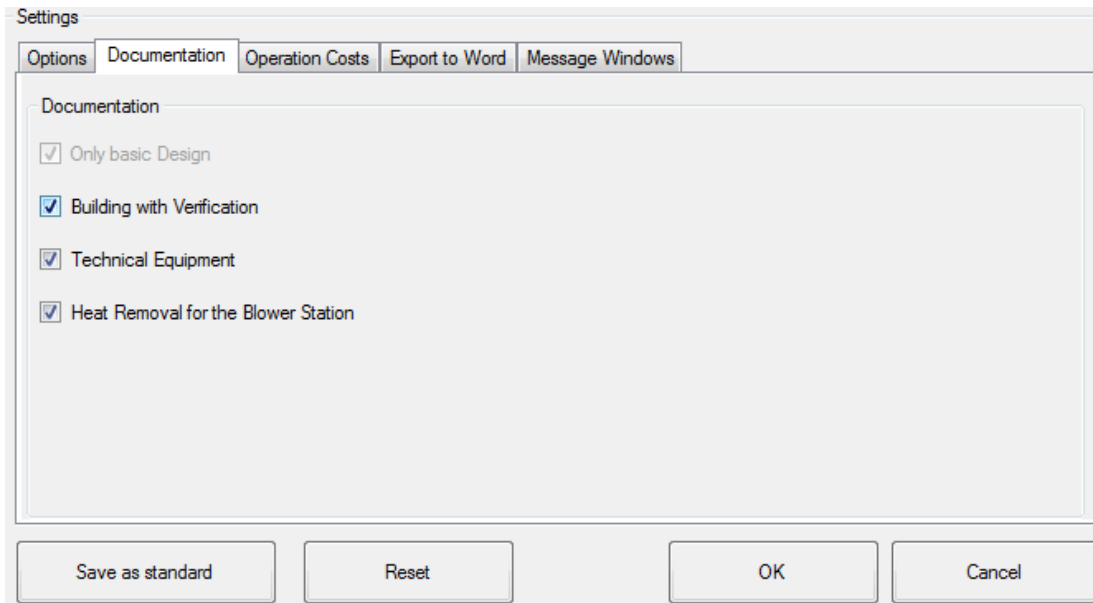 Settings
Options Documentation Operation Costs Export to Word Message Windows
Documentation
Only basic Design
Building with Verification
Technical Equipment
Heat Removal for the Blower Station
Save as standard Reset OK Cancel